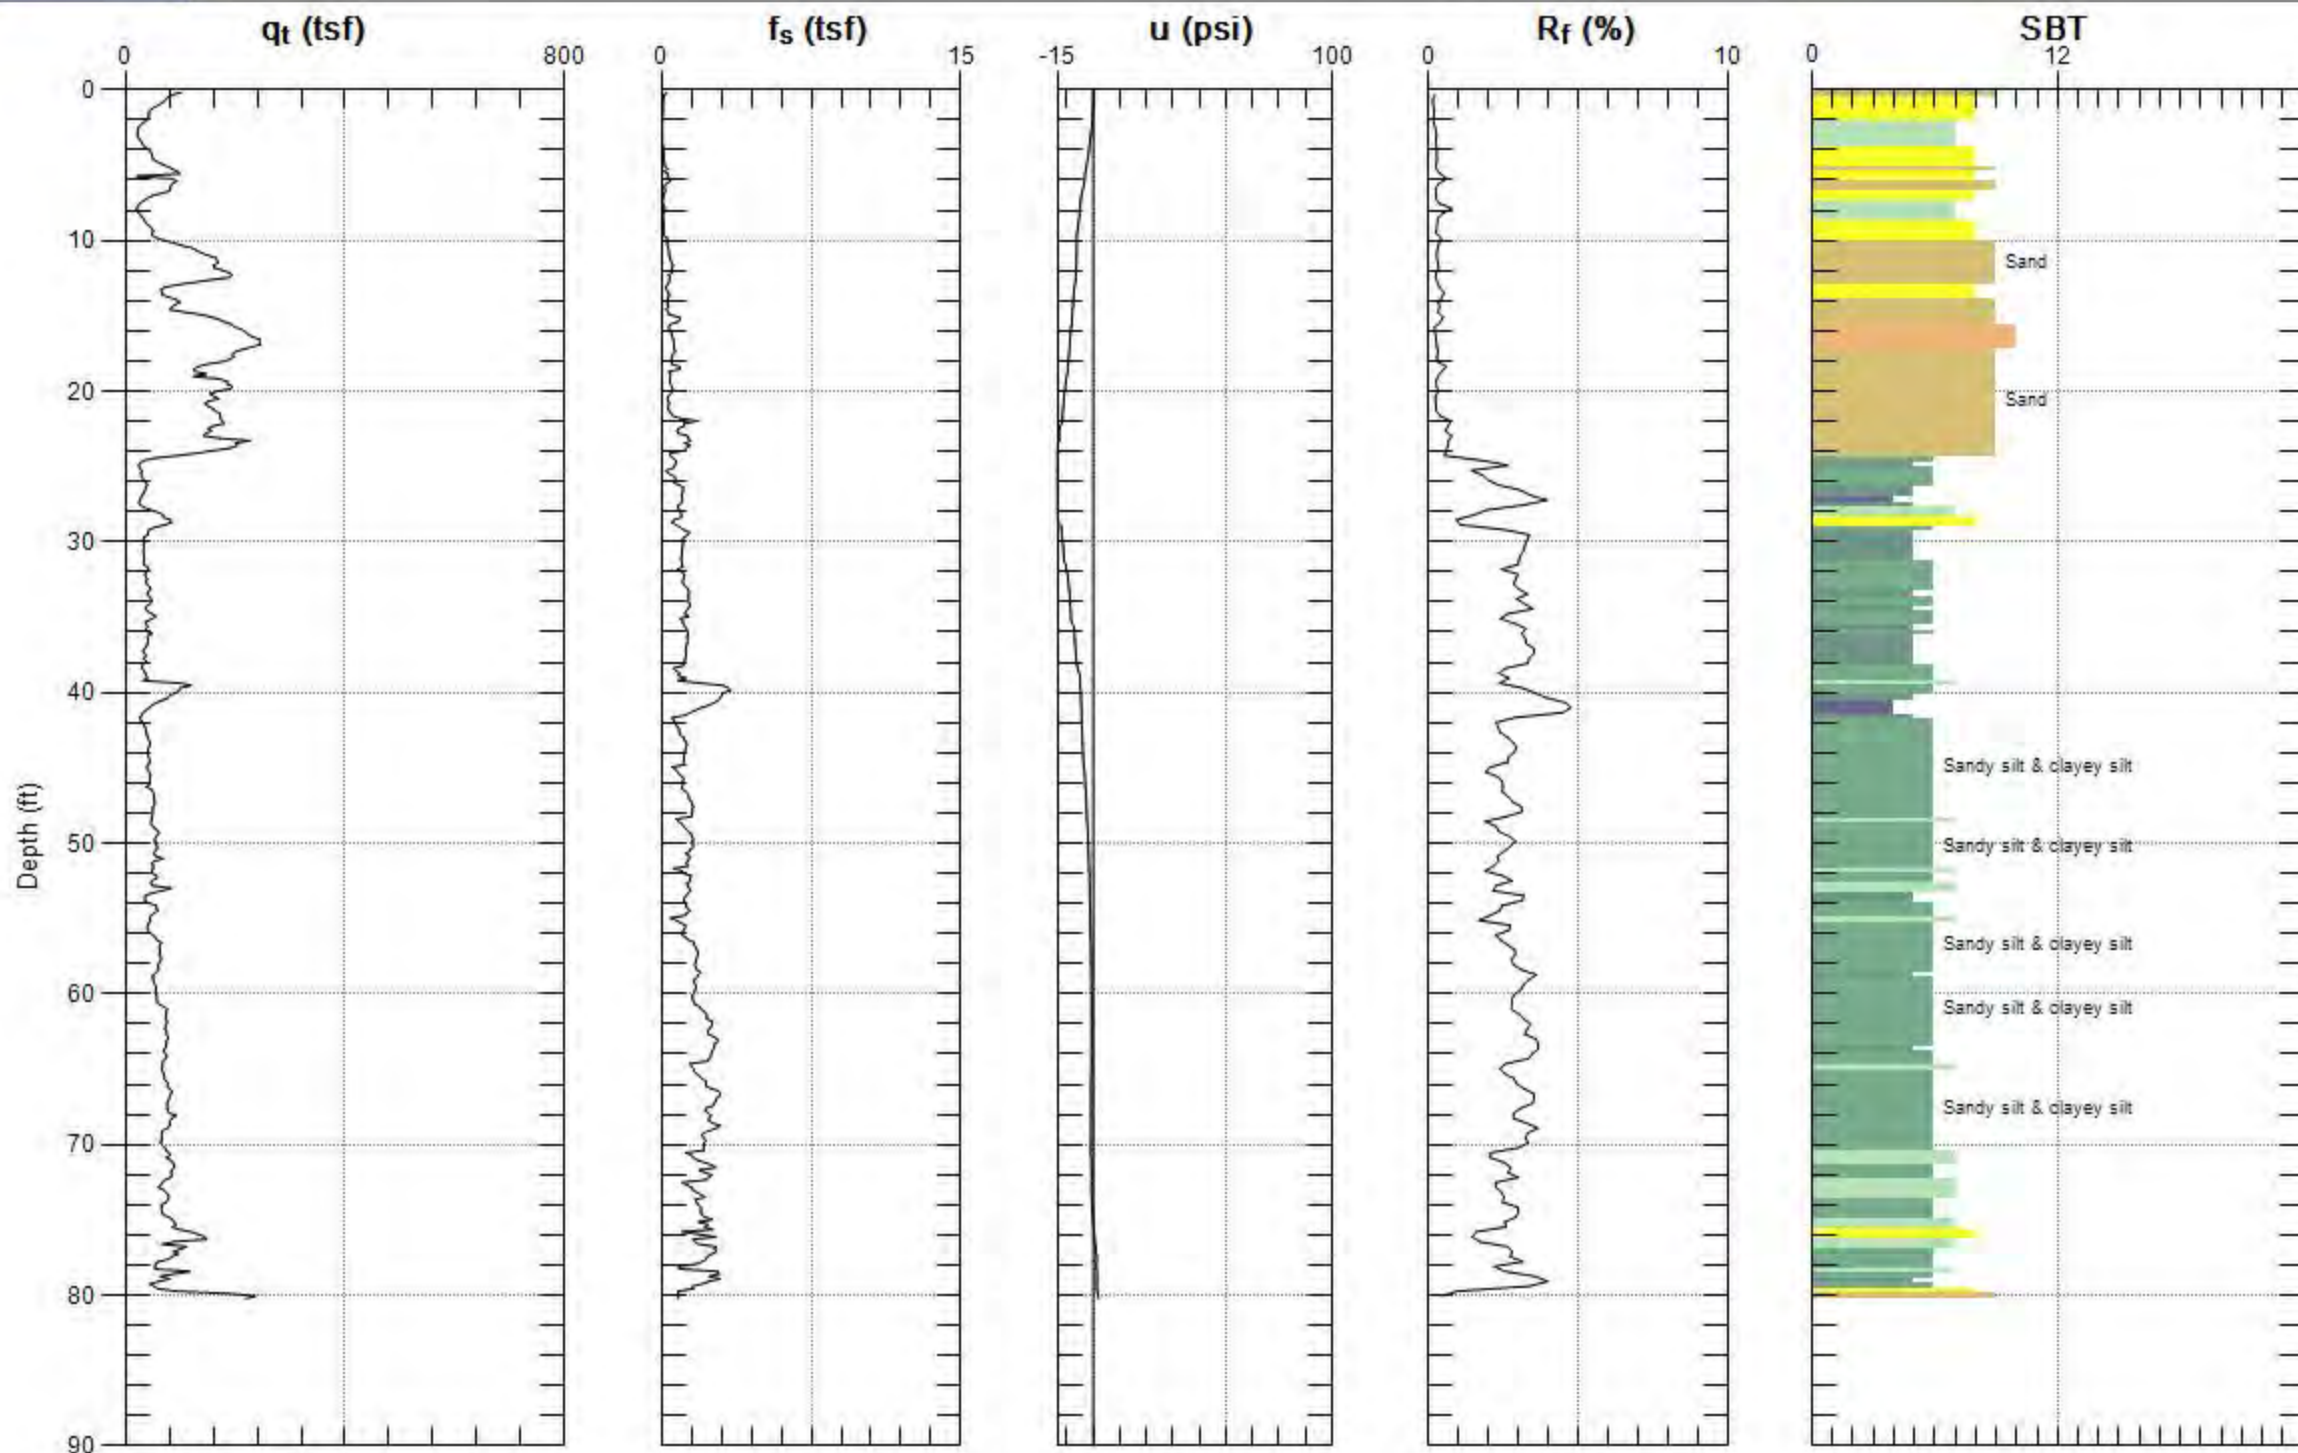 qt (tsf) fs (tsf) u (psi) Rf (%) SBT
0 800 0 15 -15 100 0 10 0 12
0
10
Sand
20
Sand
30
40
Sandy silt & clayey silt
Depth (ft)
50
Sandy silt & clayey silt
Sandy silt & clayey silt
60
Sandy silt & clayey silt
Sandy silt & clayey silt
70
80
90